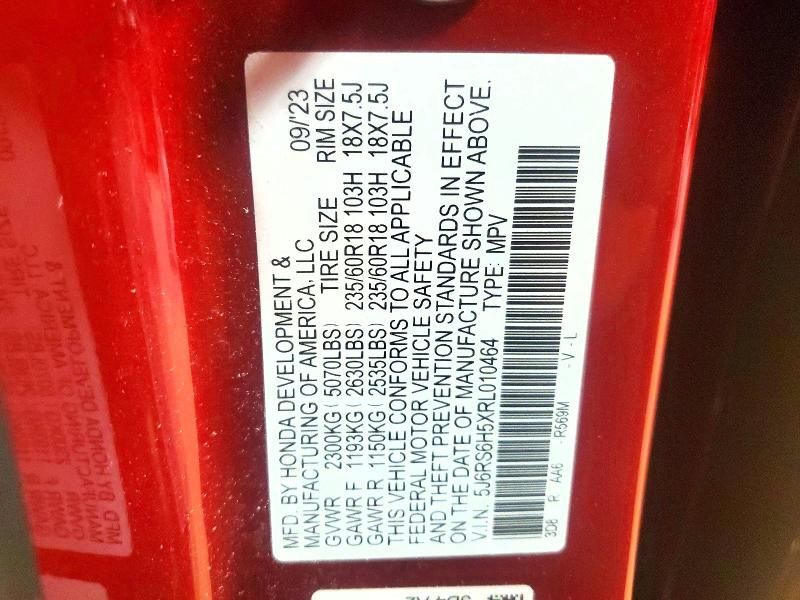 MFD. BY HONDA DEVELOPMENT &
MANUFACTURING OF AMERICA, LLC 09/'23
GVWR 2300KG ( 5070LBS) TIRE SIZE RIM SIZE
GAWR F 1193KG ( 2630LBS) 235/60R18 103H 18X7.5J
GAWR R 1150KG ( 2535LBS) 235/60R18 103H 18X7.5J
THIS VEHICLE CONFORMS TO ALL APPLICABLE
FEDERAL MOTOR VEHICLE SAFETY
AND THEFT PREVENTION STANDARDS IN EFFECT
ON THE DATE OF MANUFACTURE SHOWN ABOVE.
V.I.N. 5J6RS6H5XRL010464 TYPE: MPV
3D8 R AA6 -R569M -V -L